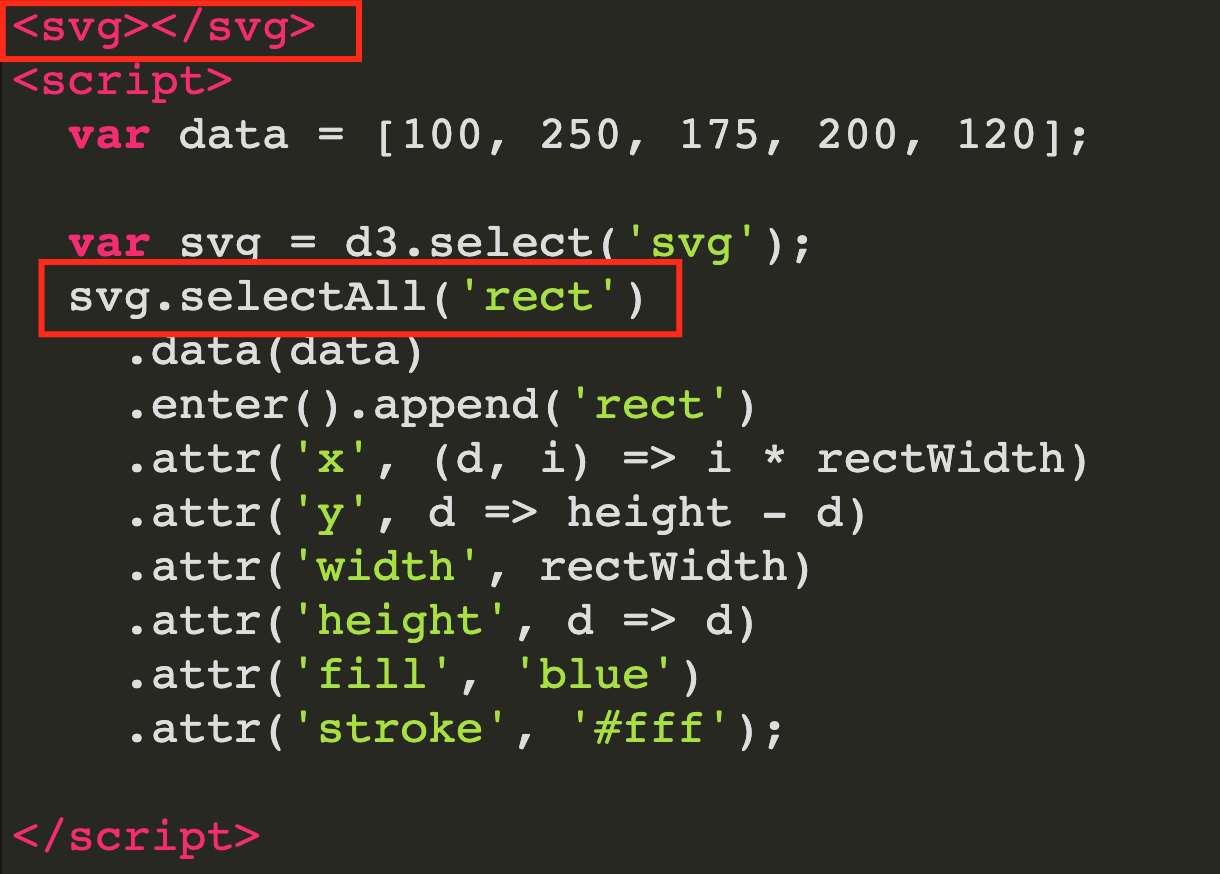 <svg></svg>
<script>
var data = [100, 250, 175, 200, 120];
var svg = d3.select('svg');
svg.selectAll('rect')
.data(data)
.enter().append('rect')
.attr('x', (d, i) => i * rectWidth)
.attr('y', d => height - d)
.attr('width', rectWidth)
.attr('height', d => d)
.attr('fill', 'blue')
.attr('stroke', '#fff');
</script>